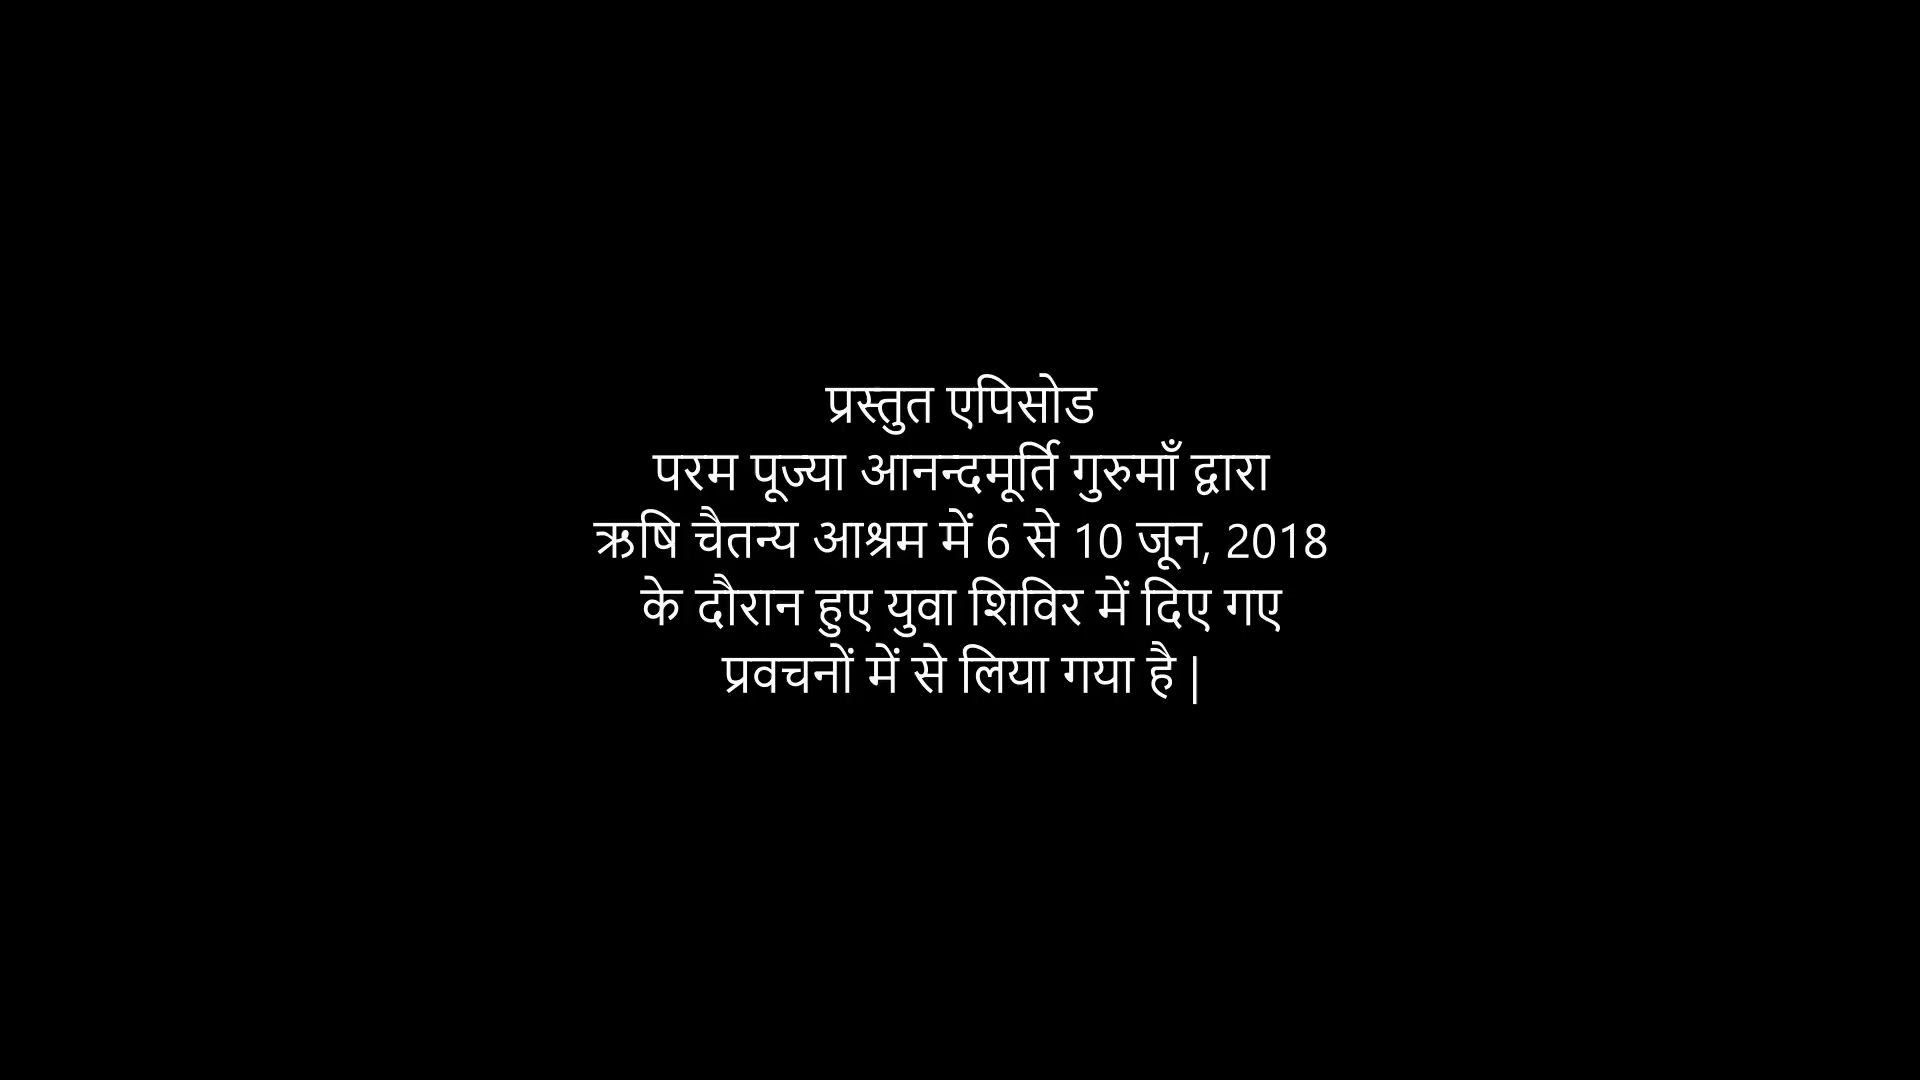 प्रस्तुत एपिसोड
परम पूज्या आनन्दमूर्ति गुरुमाँ द्वारा
ऋषि चैतन्य आश्रम में 6 से 10 जून, 2018
के दौरान हुए युवा शिविर में दिए गए
प्रवचनों में से लिया गया है |